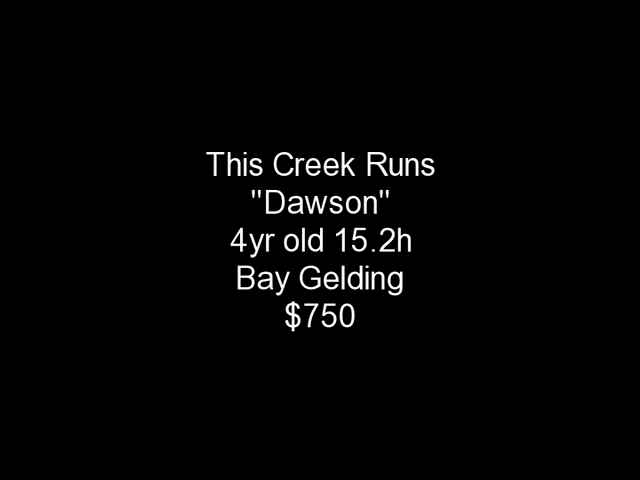 This Creek Runs
"Dawson"
4yr old 15.2h
Bay Gelding
$750